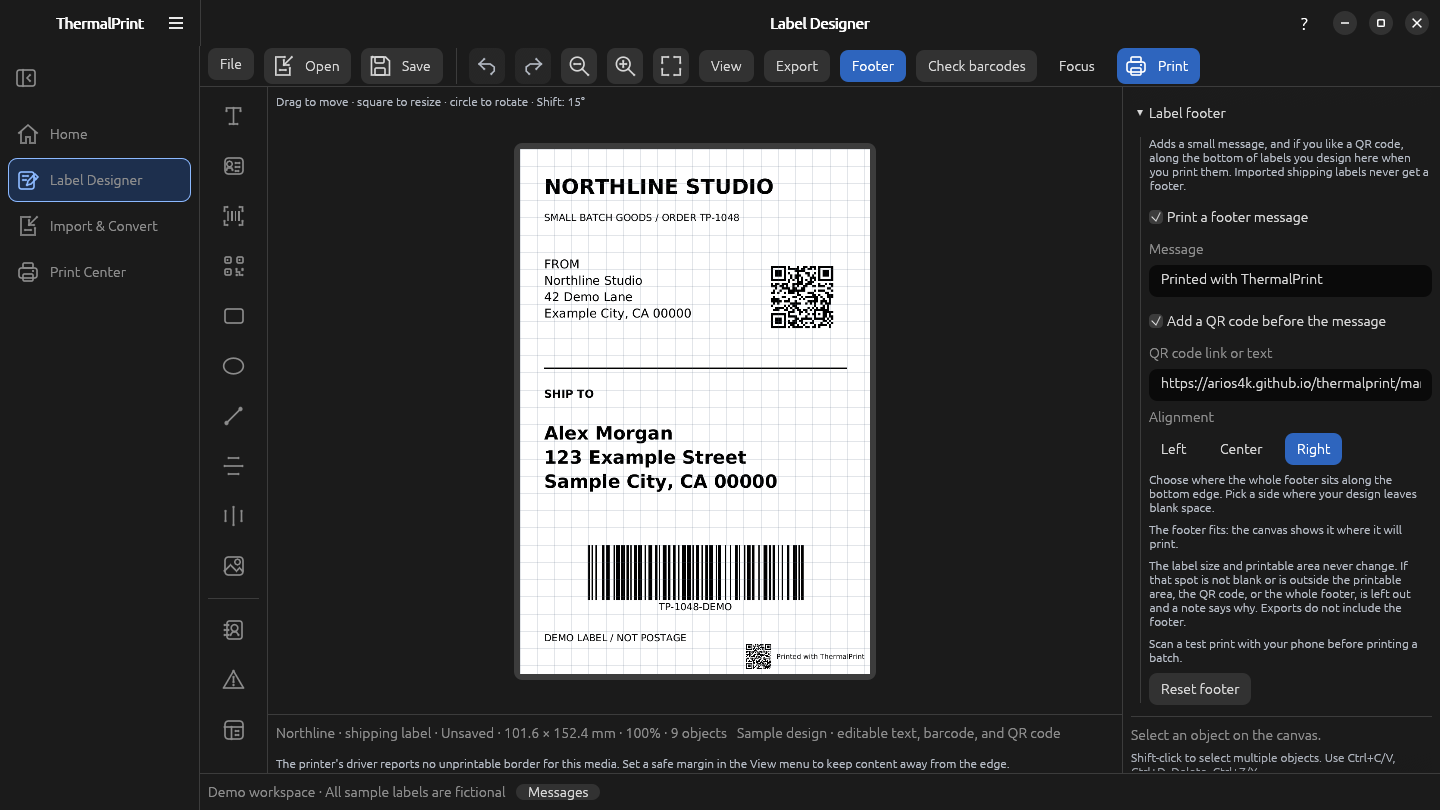 ThermalPrint
Label Designer
?
File
Open
Save
View
Export
Footer
Check barcodes
Focus
Print
Home
Label Designer
Import & Convert
Print Center
Drag to move · square to resize · circle to rotate · Shift: 15°
NORTHLINE STUDIO
SMALL BATCH GOODS / ORDER TP-1048
FROM
Northline Studio
42 Demo Lane
Example City, CA 00000
SHIP TO
Alex Morgan
123 Example Street
Sample City, CA 00000
TP-1048-DEMO
DEMO LABEL / NOT POSTAGE
Printed with ThermalPrint
Label footer
Adds a small message, and if you like a QR code,
along the bottom of labels you design here when
you print them. Imported shipping labels never get a
footer.
Print a footer message
Message
Printed with ThermalPrint
Add a QR code before the message
QR code link or text
https://arios4k.github.io/thermalprint/mar
Alignment
Left
Center
Right
Choose where the whole footer sits along the
bottom edge. Pick a side where your design leaves
blank space.
The footer fits: the canvas shows it where it will
print.
The label size and printable area never change. If
that spot is not blank or is outside the printable
area, the QR code, or the whole footer, is left out
and a note says why. Exports do not include the
footer.
Scan a test print with your phone before printing a
batch.
Reset footer
Select an object on the canvas.
Shift-click to select multiple objects. Use Ctrl+C/V,
Ctrl+D, Delete, Ctrl+Z/Y.
Northline · shipping label · Unsaved · 101.6 × 152.4 mm · 100% · 9 objects
Sample design · editable text, barcode, and QR code
The printer's driver reports no unprintable border for this media. Set a safe margin in the View menu to keep content away from the edge.
Demo workspace · All sample labels are fictional
Messages